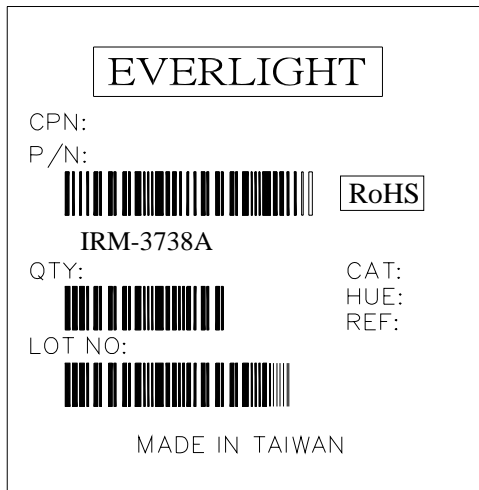 EVERLIGHT
CPN:
P/N:
RoHS
IRM-3738A
QTY:
CAT:
HUE:
REF:
LOT NO:
MADE IN TAIWAN